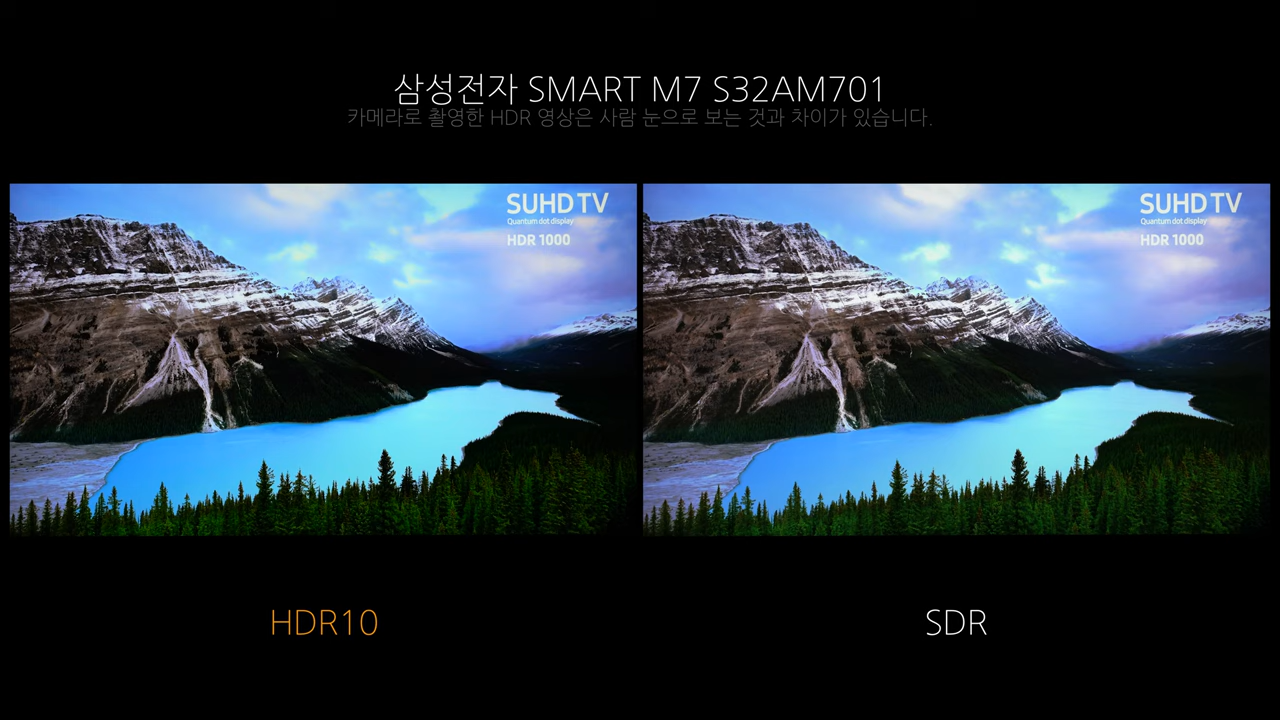 삼성전자 SMART M7 S32AM701
카메라로 촬영한 HDR 영상은 사람 눈으로 보는 것과 차이가 있습니다.
SUHD TV
Quantum dot display
HDR 1000
SUHD TV
Quantum dot display
HDR 1000
HDR10
SDR